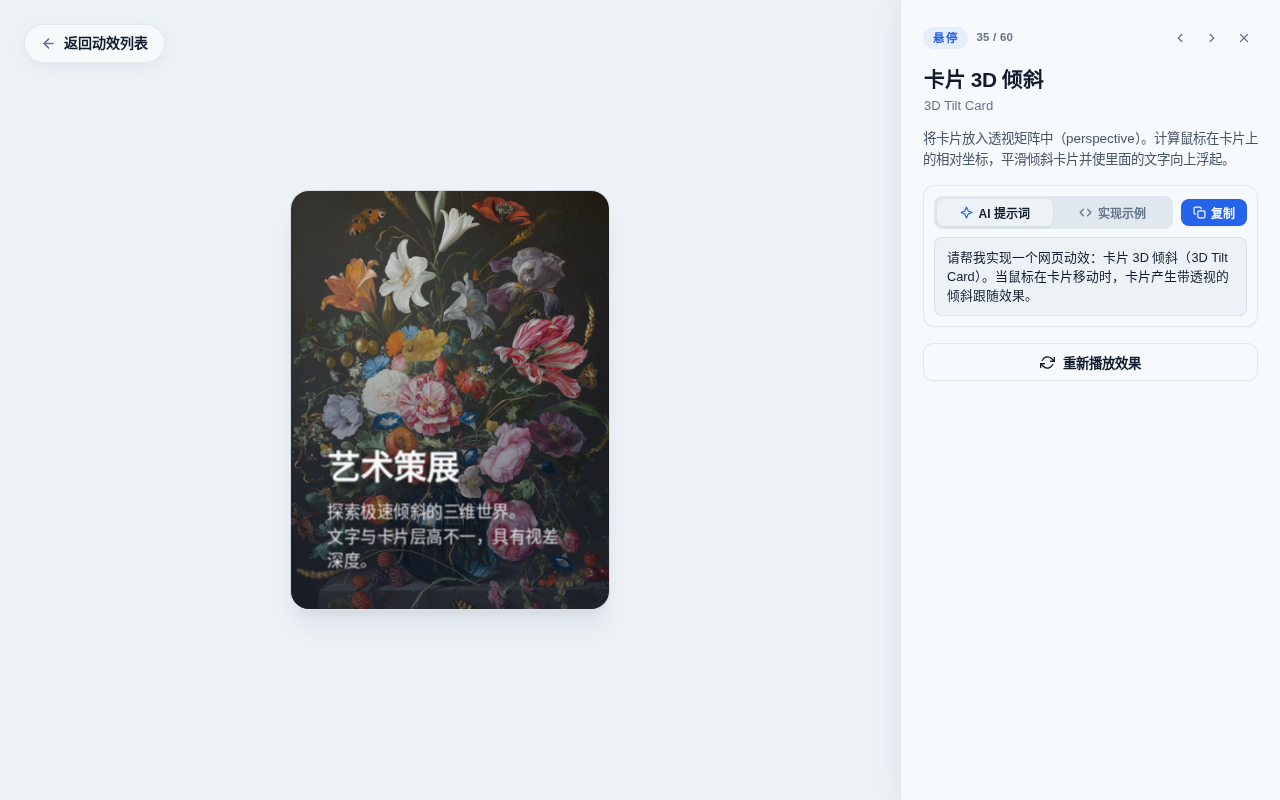 返回动效列表
艺术策展
探索极速倾斜的三维世界。
文字与卡片层高不一，具有视差
深度。
悬停
35 / 60
卡片 3D 倾斜
3D Tilt Card
将卡片放入透视矩阵中（perspective）。计算鼠标在卡片上
的相对坐标，平滑倾斜卡片并使里面的文字向上浮起。
AI 提示词
实现示例
复制
请帮我实现一个网页动效：卡片 3D 倾斜（3D Tilt
Card）。当鼠标在卡片移动时，卡片产生带透视的
倾斜跟随效果。
重新播放效果